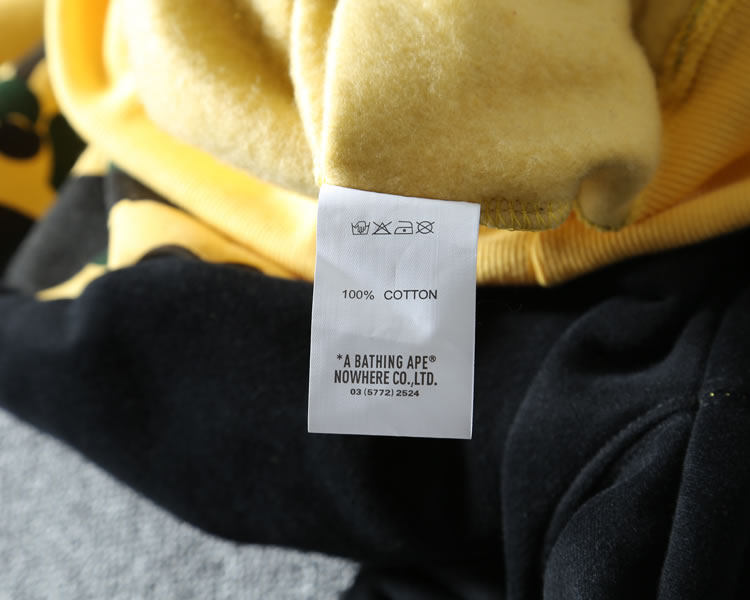 100% COTTON
*A BATHING APE®
NOWHERE CO.,LTD.
03 (5772) 2524